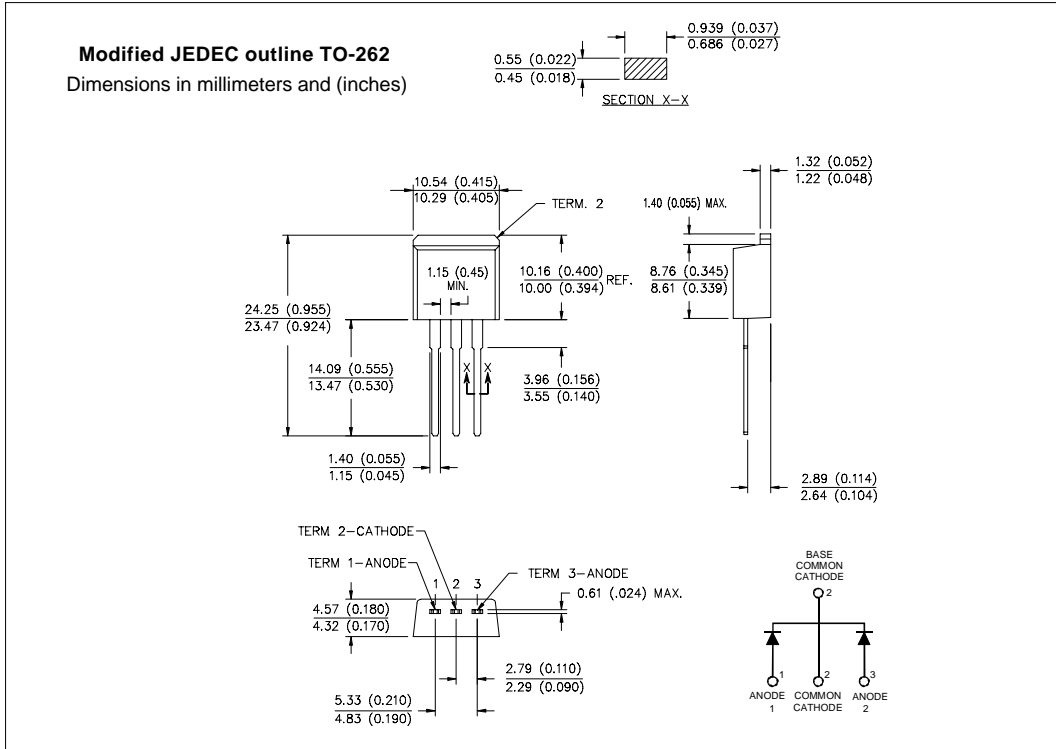 Modified JEDEC outline TO-262
Dimensions in millimeters and (inches)
0.939 (0.037)
0.686 (0.027)
0.55 (0.022)
0.45 (0.018)
SECTION X-X
1.32 (0.052)
1.22 (0.048)
10.54 (0.415)
10.29 (0.405)
TERM. 2
1.40 (0.055) MAX.
1.15 (0.45)
MIN.
10.16 (0.400)
10.00 (0.394)
REF.
8.76 (0.345)
8.61 (0.339)
24.25 (0.955)
23.47 (0.924)
14.09 (0.555)
13.47 (0.530)
X X
3.96 (0.156)
3.55 (0.140)
1.40 (0.055)
1.15 (0.045)
2.89 (0.114)
2.64 (0.104)
TERM 2-CATHODE
TERM 1-ANODE
TERM 3-ANODE
1 2 3
0.61 (.024) MAX.
4.57 (0.180)
4.32 (0.170)
2.79 (0.110)
2.29 (0.090)
5.33 (0.210)
4.83 (0.190)
BASE
COMMON
CATHODE
2
1 2 3
ANODE COMMON ANODE
1 CATHODE 2